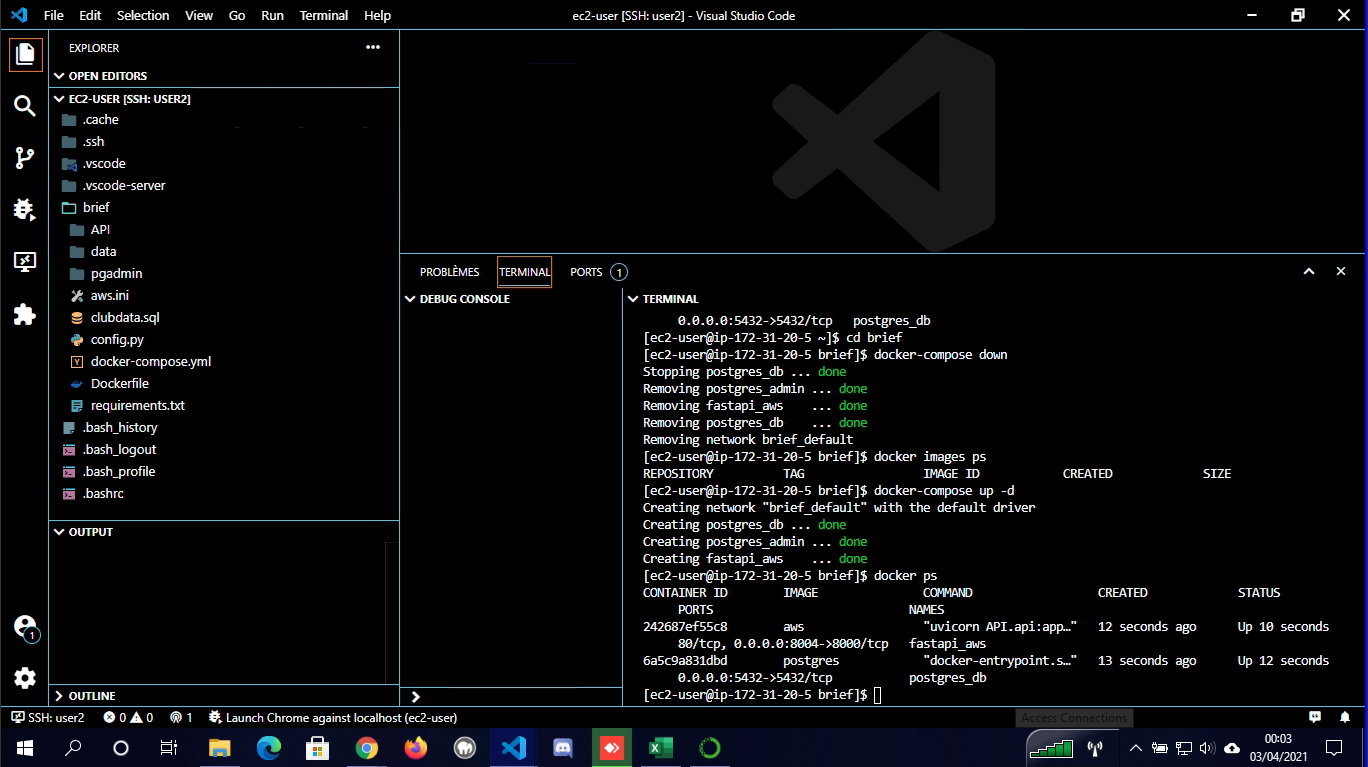 File Edit Selection View Go Run Terminal Help
ec2-user [SSH: user2] - Visual Studio Code
EXPLORER
OPEN EDITORS
EC2-USER [SSH: USER2]
.cache
.ssh
.vscode
.vscode-server
brief
API
data
pgadmin
aws.ini
clubdata.sql
config.py
docker-compose.yml
Dockerfile
requirements.txt
.bash_history
.bash_logout
.bash_profile
.bashrc
OUTPUT
OUTLINE
PROBLÈMES TERMINAL PORTS 1
DEBUG CONSOLE
TERMINAL
0.0.0.0:5432->5432/tcp postgres_db
[ec2-user@ip-172-31-20-5 ~]$ cd brief
[ec2-user@ip-172-31-20-5 brief]$ docker-compose down
Stopping postgres_db ... done
Removing postgres_admin ... done
Removing fastapi_aws ... done
Removing postgres_db ... done
Removing network brief_default
[ec2-user@ip-172-31-20-5 brief]$ docker images ps
REPOSITORY TAG IMAGE ID CREATED SIZE
[ec2-user@ip-172-31-20-5 brief]$ docker-compose up -d
Creating network "brief_default" with the default driver
Creating postgres_db ... done
Creating postgres_admin ... done
Creating fastapi_aws ... done
[ec2-user@ip-172-31-20-5 brief]$ docker ps
CONTAINER ID IMAGE COMMAND CREATED STATUS
PORTS NAMES
242687ef55c8 aws "uvicorn API.api:app…" 12 seconds ago Up 10 seconds
80/tcp, 0.0.0.0:8004->8000/tcp fastapi_aws
6a5c9a831dbd postgres "docker-entrypoint.s…" 13 seconds ago Up 12 seconds
0.0.0.0:5432->5432/tcp postgres_db
[ec2-user@ip-172-31-20-5 brief]$
1
SSH: user2 0 0 1 Launch Chrome against localhost (ec2-user)
Access Connections
00:03
03/04/2021